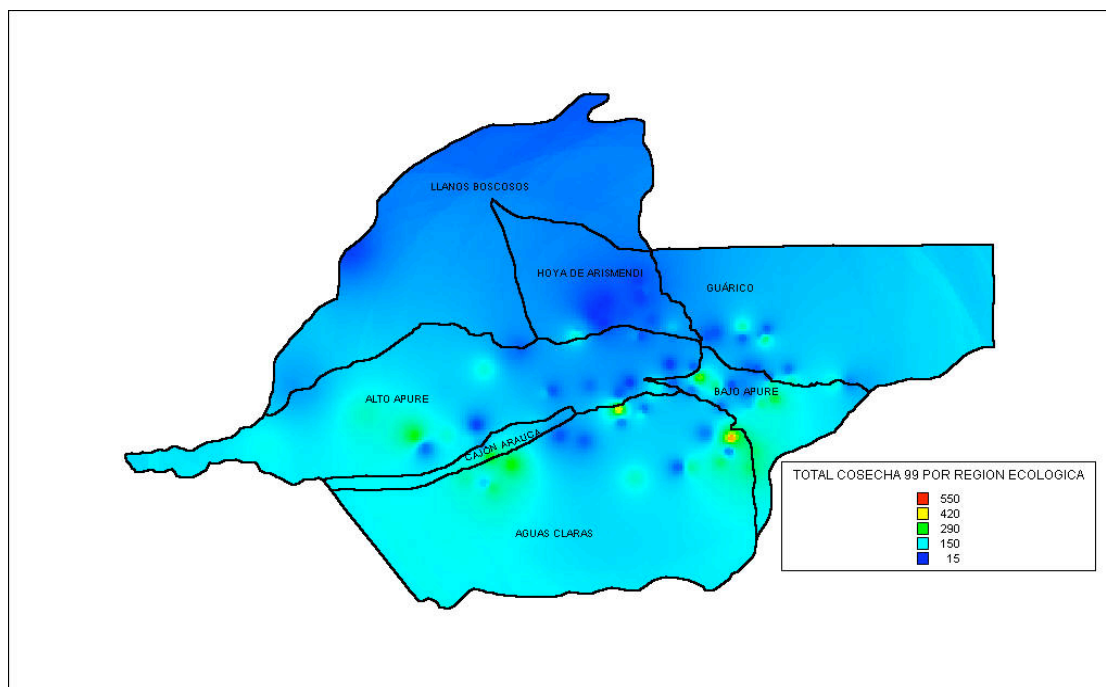 LLANOS BOSCOSOS
HOYA DE ARISMENDI
GUÁRICO
ALTO APURE
BAJO APURE
CAJÓN ARAUCA
AGUAS CLARAS
TOTAL COSECHA 99 POR REGION ECOLOGICA
550
420
290
150
15